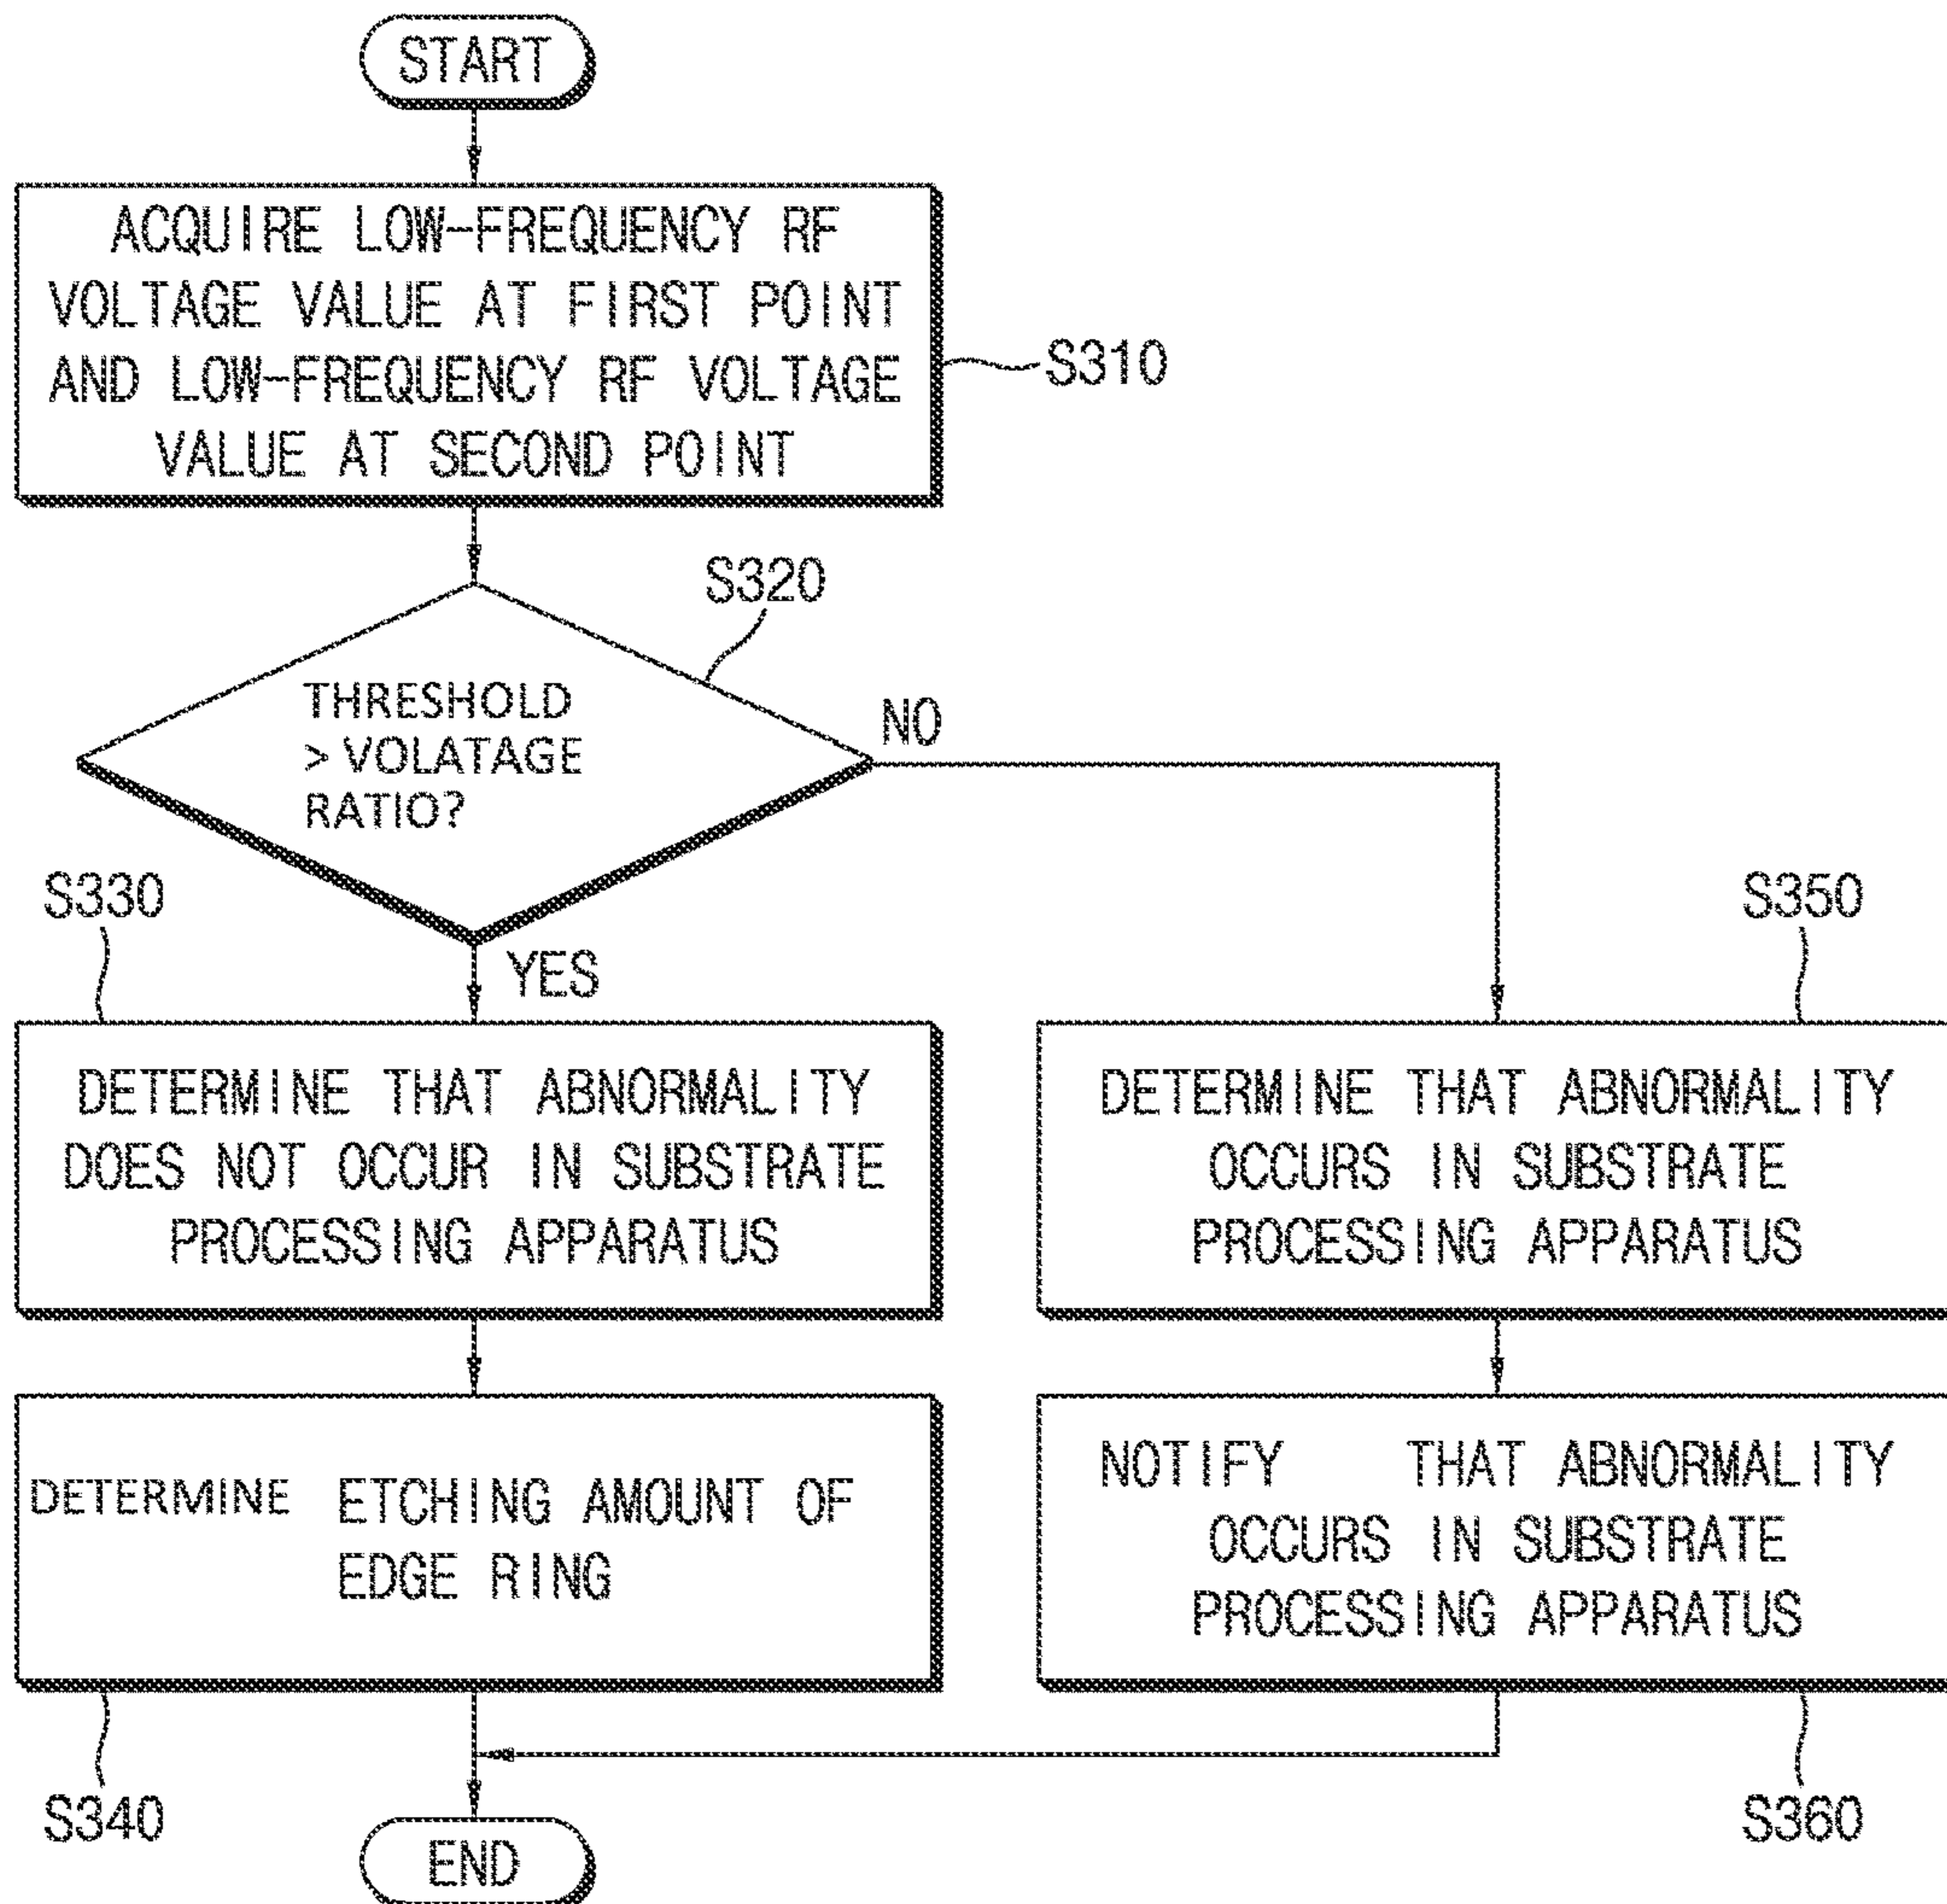 START
ACQUIRE LOW-FREQUENCY RF
VOLTAGE VALUE AT FIRST POINT
AND LOW-FREQUENCY RF VOLTAGE
VALUE AT SECOND POINT
S310
S320
THRESHOLD
> VOLATAGE
RATIO?
NO
YES
S330
DETERMINE THAT ABNORMALITY
DOES NOT OCCUR IN SUBSTRATE
PROCESSING APPARATUS
S350
DETERMINE THAT ABNORMALITY
OCCURS IN SUBSTRATE
PROCESSING APPARATUS
DETERMINE ETCHING AMOUNT OF
EDGE RING
S340
NOTIFY THAT ABNORMALITY
OCCURS IN SUBSTRATE
PROCESSING APPARATUS
S360
END